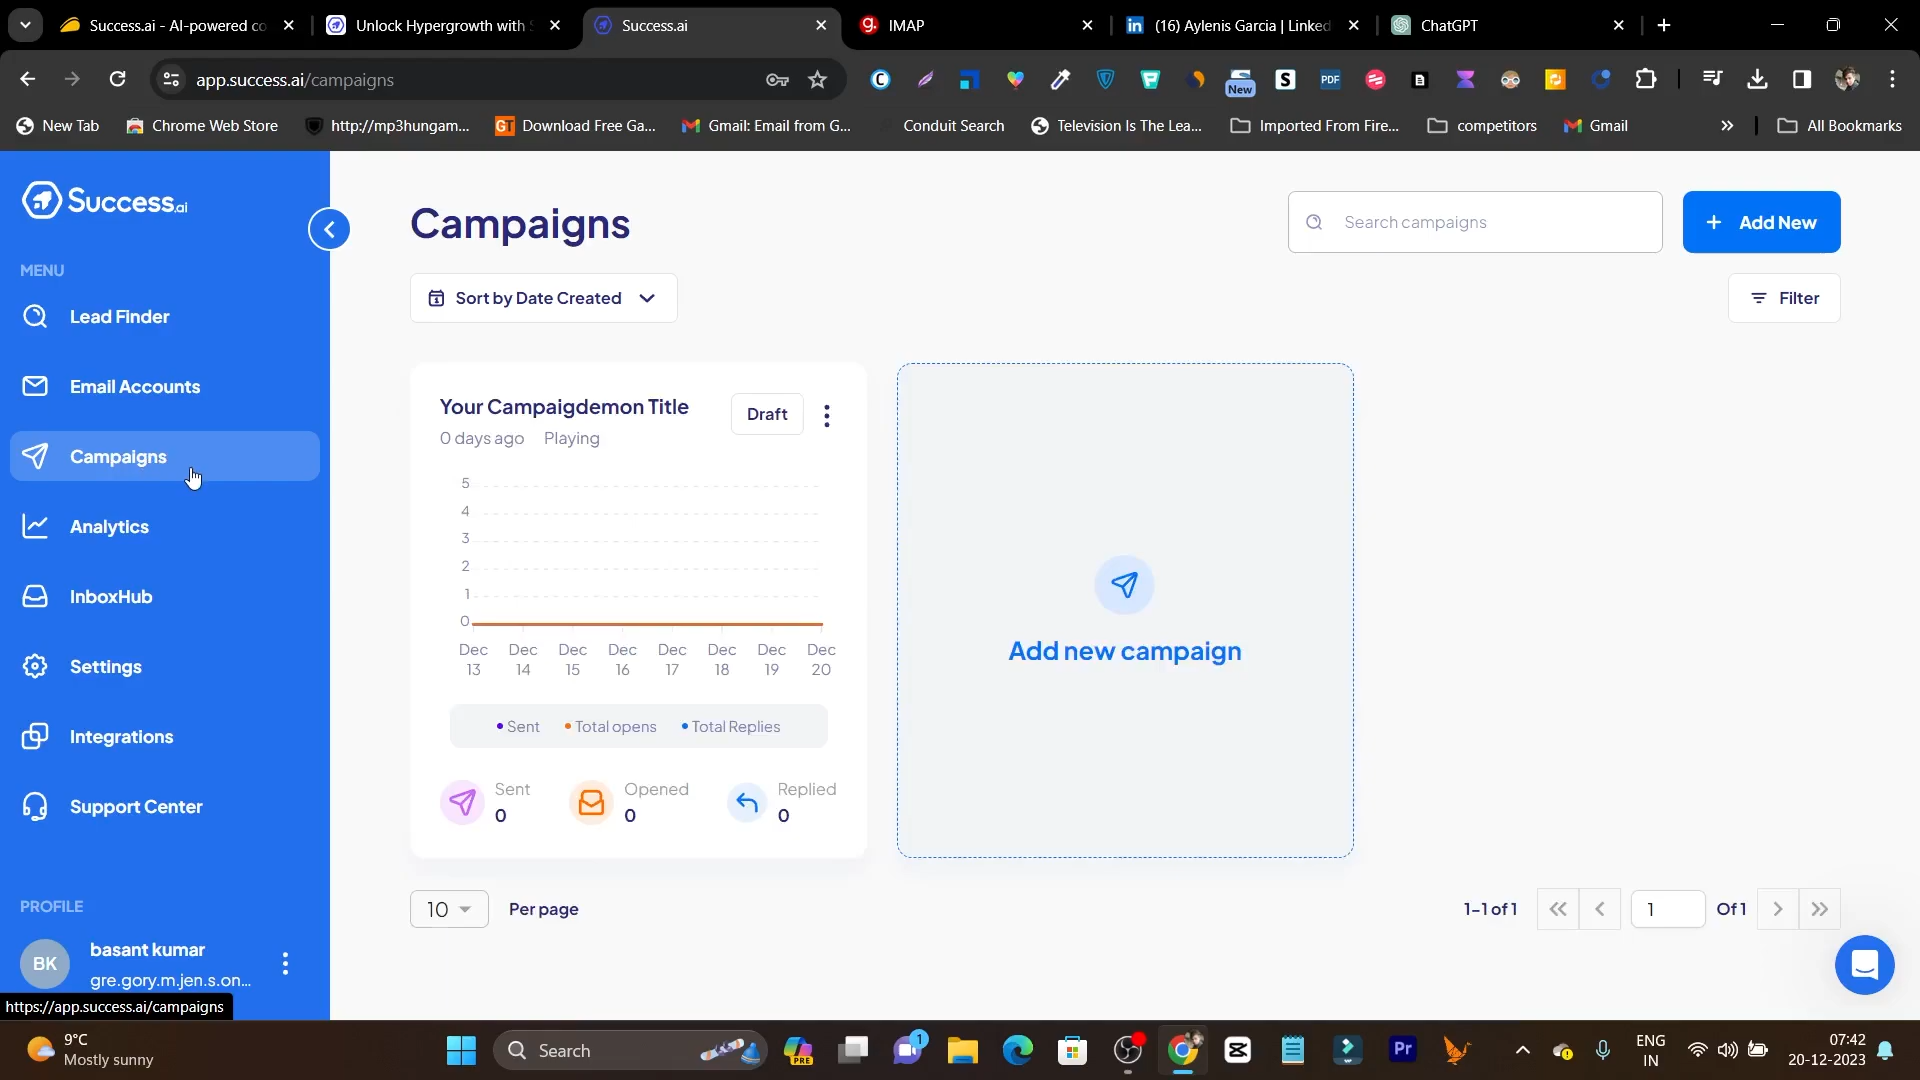 Success.ai - AI-powered co
Unlock Hypergrowth with S
Success.ai
IMAP
(16) Aylenis Garcia | Linked
ChatGPT
app.success.ai/campaigns
New
PDF
New Tab
Chrome Web Store
http://mp3hungam...
Download Free Ga...
Gmail: Email from G...
Conduit Search
Television Is The Lea...
Imported From Fire...
competitors
Gmail
All Bookmarks
Success.ai
MENU
Lead Finder
Email Accounts
Campaigns
Analytics
InboxHub
Settings
Integrations
Support Center
PROFILE
BK
basant kumar
gre.gory.m.jen.s.on...
https://app.success.ai/campaigns
Campaigns
Search campaigns
+ Add New
Sort by Date Created
Filter
Your Campaigdemon Title
Draft
0 days ago Playing
5
4
3
2
1
0
Dec 13
Dec 14
Dec 15
Dec 16
Dec 17
Dec 18
Dec 19
Dec 20
Sent
Total opens
Total Replies
Sent
0
Opened
0
Replied
0
Add new campaign
10
Per page
1-1 of 1
1
Of 1
9°C
Mostly sunny
Search
PRE
1
Pr
ENG
IN
07:42
20-12-2023